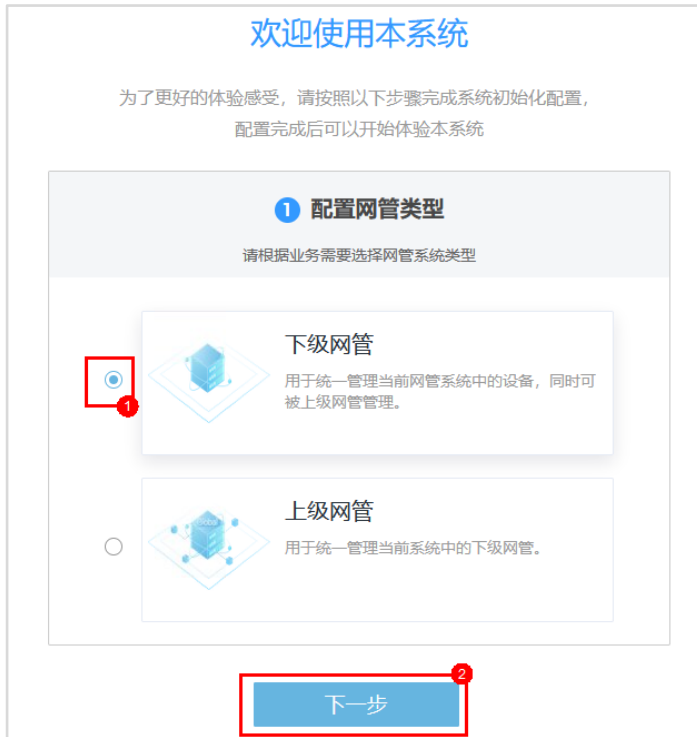 欢迎使用本系统
为了更好的体验感受，请按照以下步骤完成系统初始化配置，
配置完成后可以开始体验本系统
1 配置网管类型
请根据业务需要选择网管系统类型
下级网管
用于统一管理当前网管系统中的设备，同时可
被上级网管管理。
1
Global
上级网管
用于统一管理当前系统中的下级网管。
2
下一步